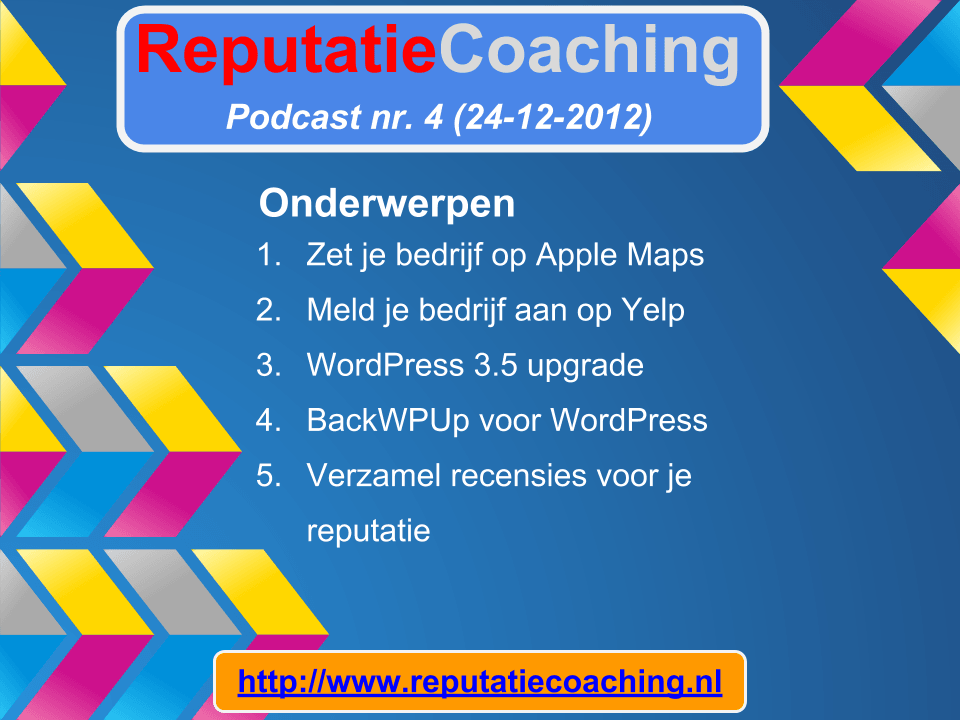 ReputatieCoaching
Podcast nr. 4 (24-12-2012)
Onderwerpen
1. Zet je bedrijf op Apple Maps
2. Meld je bedrijf aan op Yelp
3. WordPress 3.5 upgrade
4. BackWPUp voor WordPress
5. Verzamel recensies voor je
reputatie
http://www.reputatiecoaching.nl